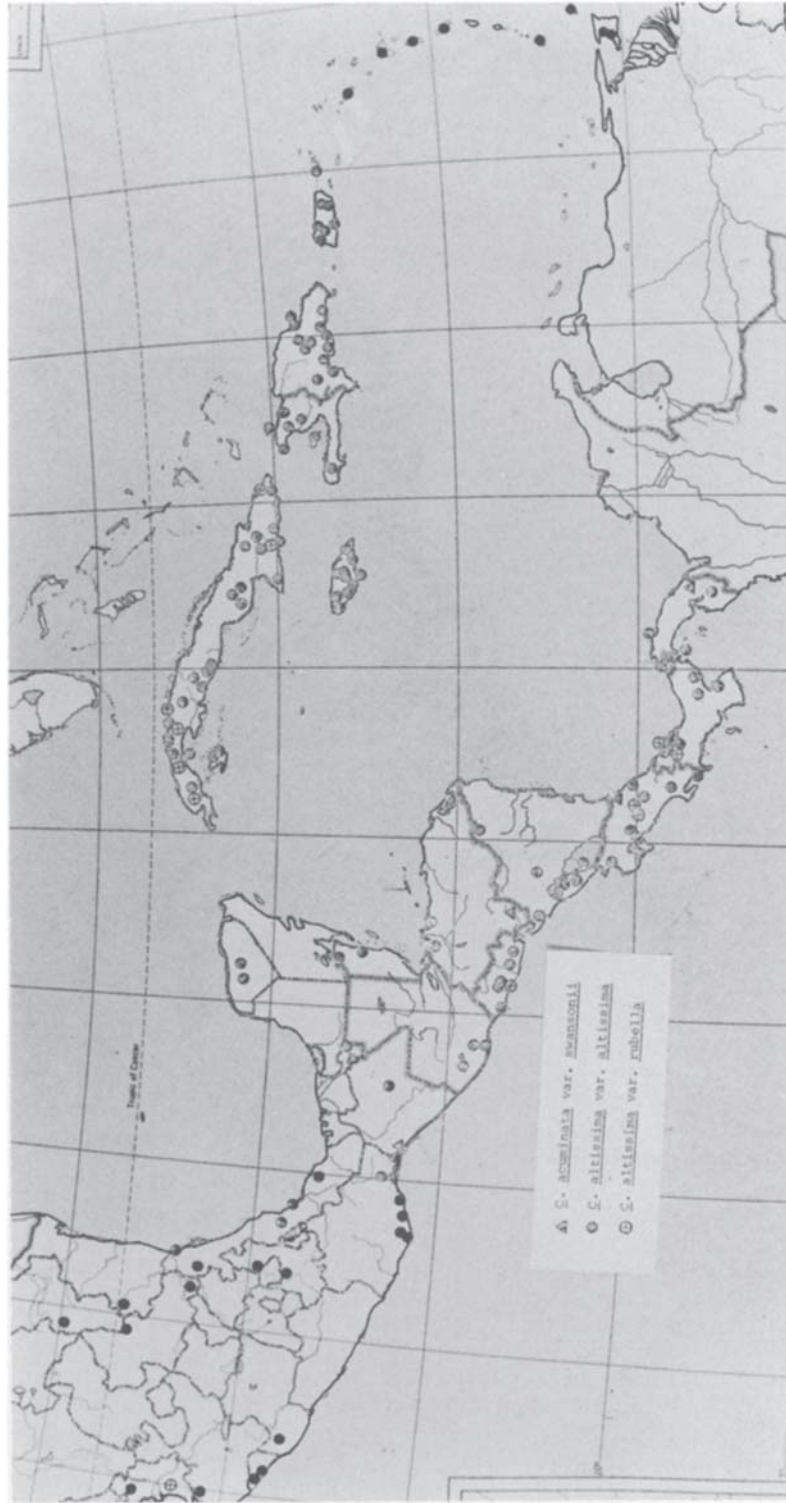 Tropic of Cancer
C. acuminata var. swansonii
C. altissima var. altissima
C. altissima var. rubella